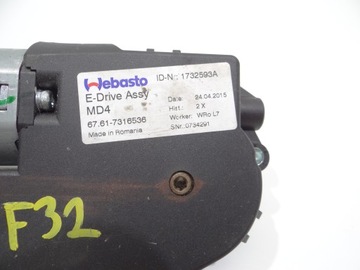 Webasto
ID-N.: 1732593A
E-Drive Assy
MD4
67.61-7316536
Made in Romania
Date: 24.04.2015
Hist.: 2 X
Worker: WRo L7
SNr. 0734291
F32